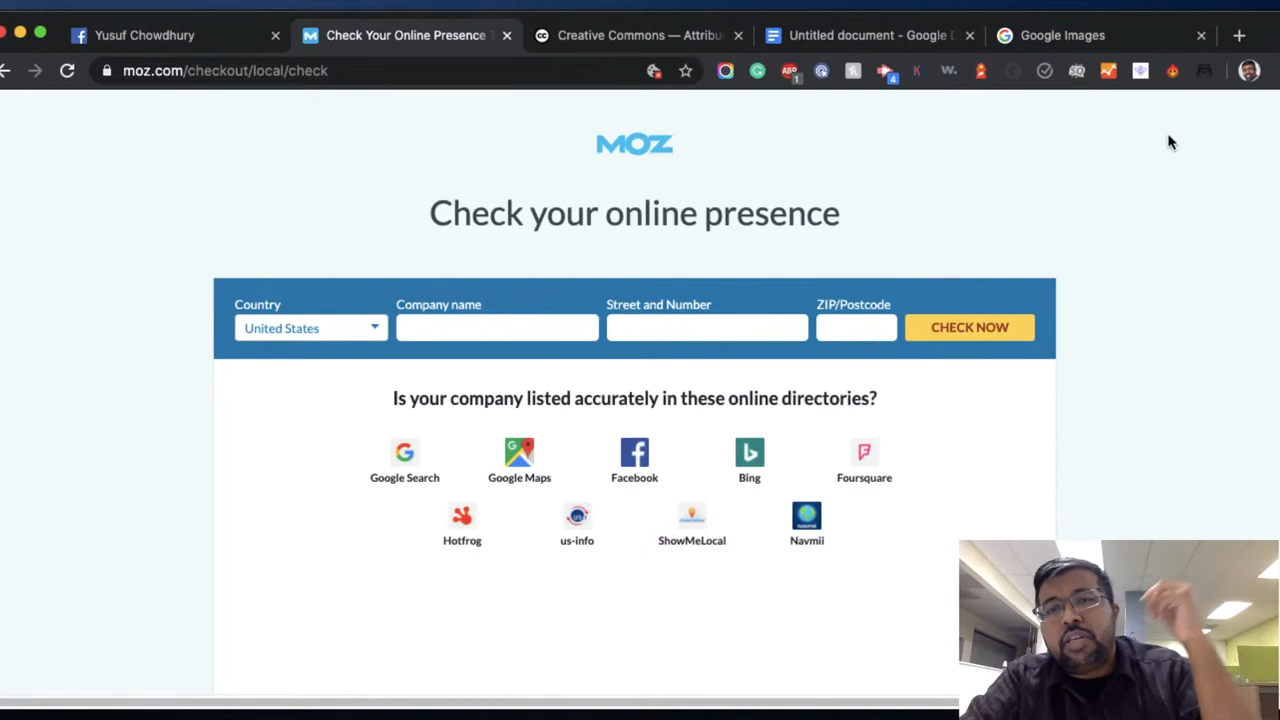 Yusuf Chowdhury
Check Your Online Presence
Creative Commons — Attribu
Untitled document - Google
Google Images
moz.com/checkout/local/check
ABP
1
4
w.
MOZ
Check your online presence
Country
Company name
Street and Number
ZIP/Postcode
United States
CHECK NOW
Is your company listed accurately in these online directories?
Google Search
Google Maps
Facebook
Bing
Foursquare
Hotfrog
us-info
ShowMeLocal
Navmii